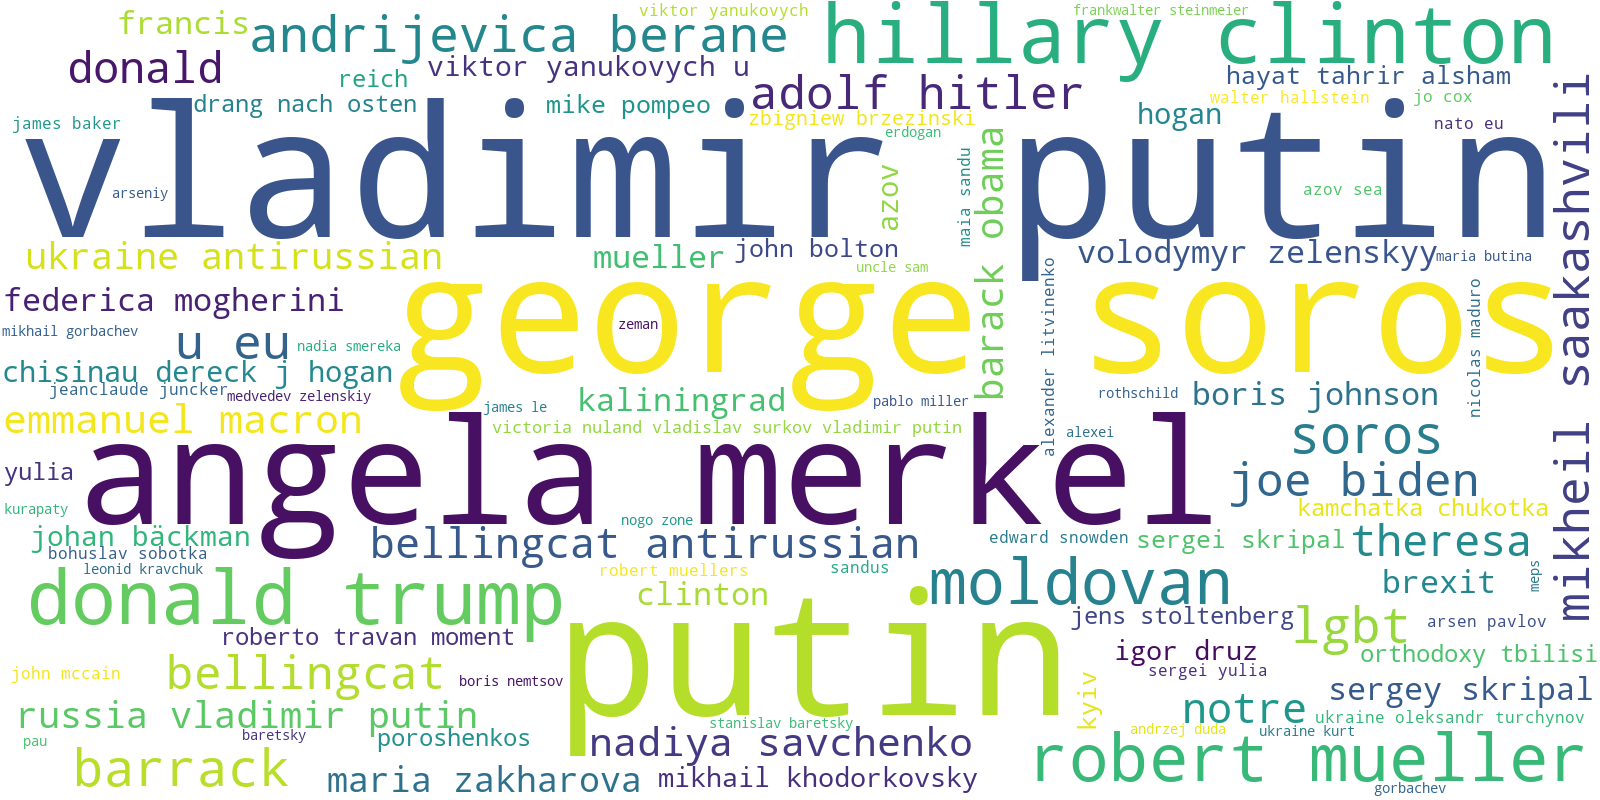 viktor yanukovych
frankwalter steinmeier
francis
andrijevica berane
hillary clinton
donald
reich
viktor yanukovych u
adolf hitler
hayat tahrir alsham
drang nach osten
mike pompeo
walter hallstein
jo cox
james baker
zbigniew brzezinski
hogan
nato eu
erdogan
vladimir putin
arseniy
azov
maia sandu
barack obama
azov sea
mikheil saakashvili
ukraine antirussian
mueller
john bolton
volodymyr zelenskyy
maria butina
uncle sam
alexander litvinenko
nicolas maduro
federica mogherini
george soros
zeman
mikhail gorbachev
u eu
nadia smereka
chisinau dereck j hogan
jeanclaude juncker
medvedev zelenskiy
james le
kaliningrad
pablo miller
rothschild
boris johnson
emmanuel macron
victoria nuland vladislav surkov vladimir putin
alexei
soros
yulia
angela merkel
joe biden
kurapaty
kamchatka chukotka
nogo zone
johan bäckman
bellingcat antirussian
edward snowden
sergei skripal
theresa
bohuslav sobotka
leonid kravchuk
robert muellers
sandus
moldovan
brexit
meps
donald trump
clinton
jens stoltenberg
lgbt
arsen pavlov
roberto travan moment
putin
igor druz
orthodoxy tbilisi
john mccain
bellingcat
boris nemtsov
sergei yulia
sergey skripal
kyiv
russia vladimir putin
stanislav baretsky
notre
ukraine oleksandr turchynov
andrzej duda
ukraine kurt
pau
baretsky
poroshenkos
nadiya savchenko
robert mueller
barrack
maria zakharova
mikhail khodorkovsky
gorbachev